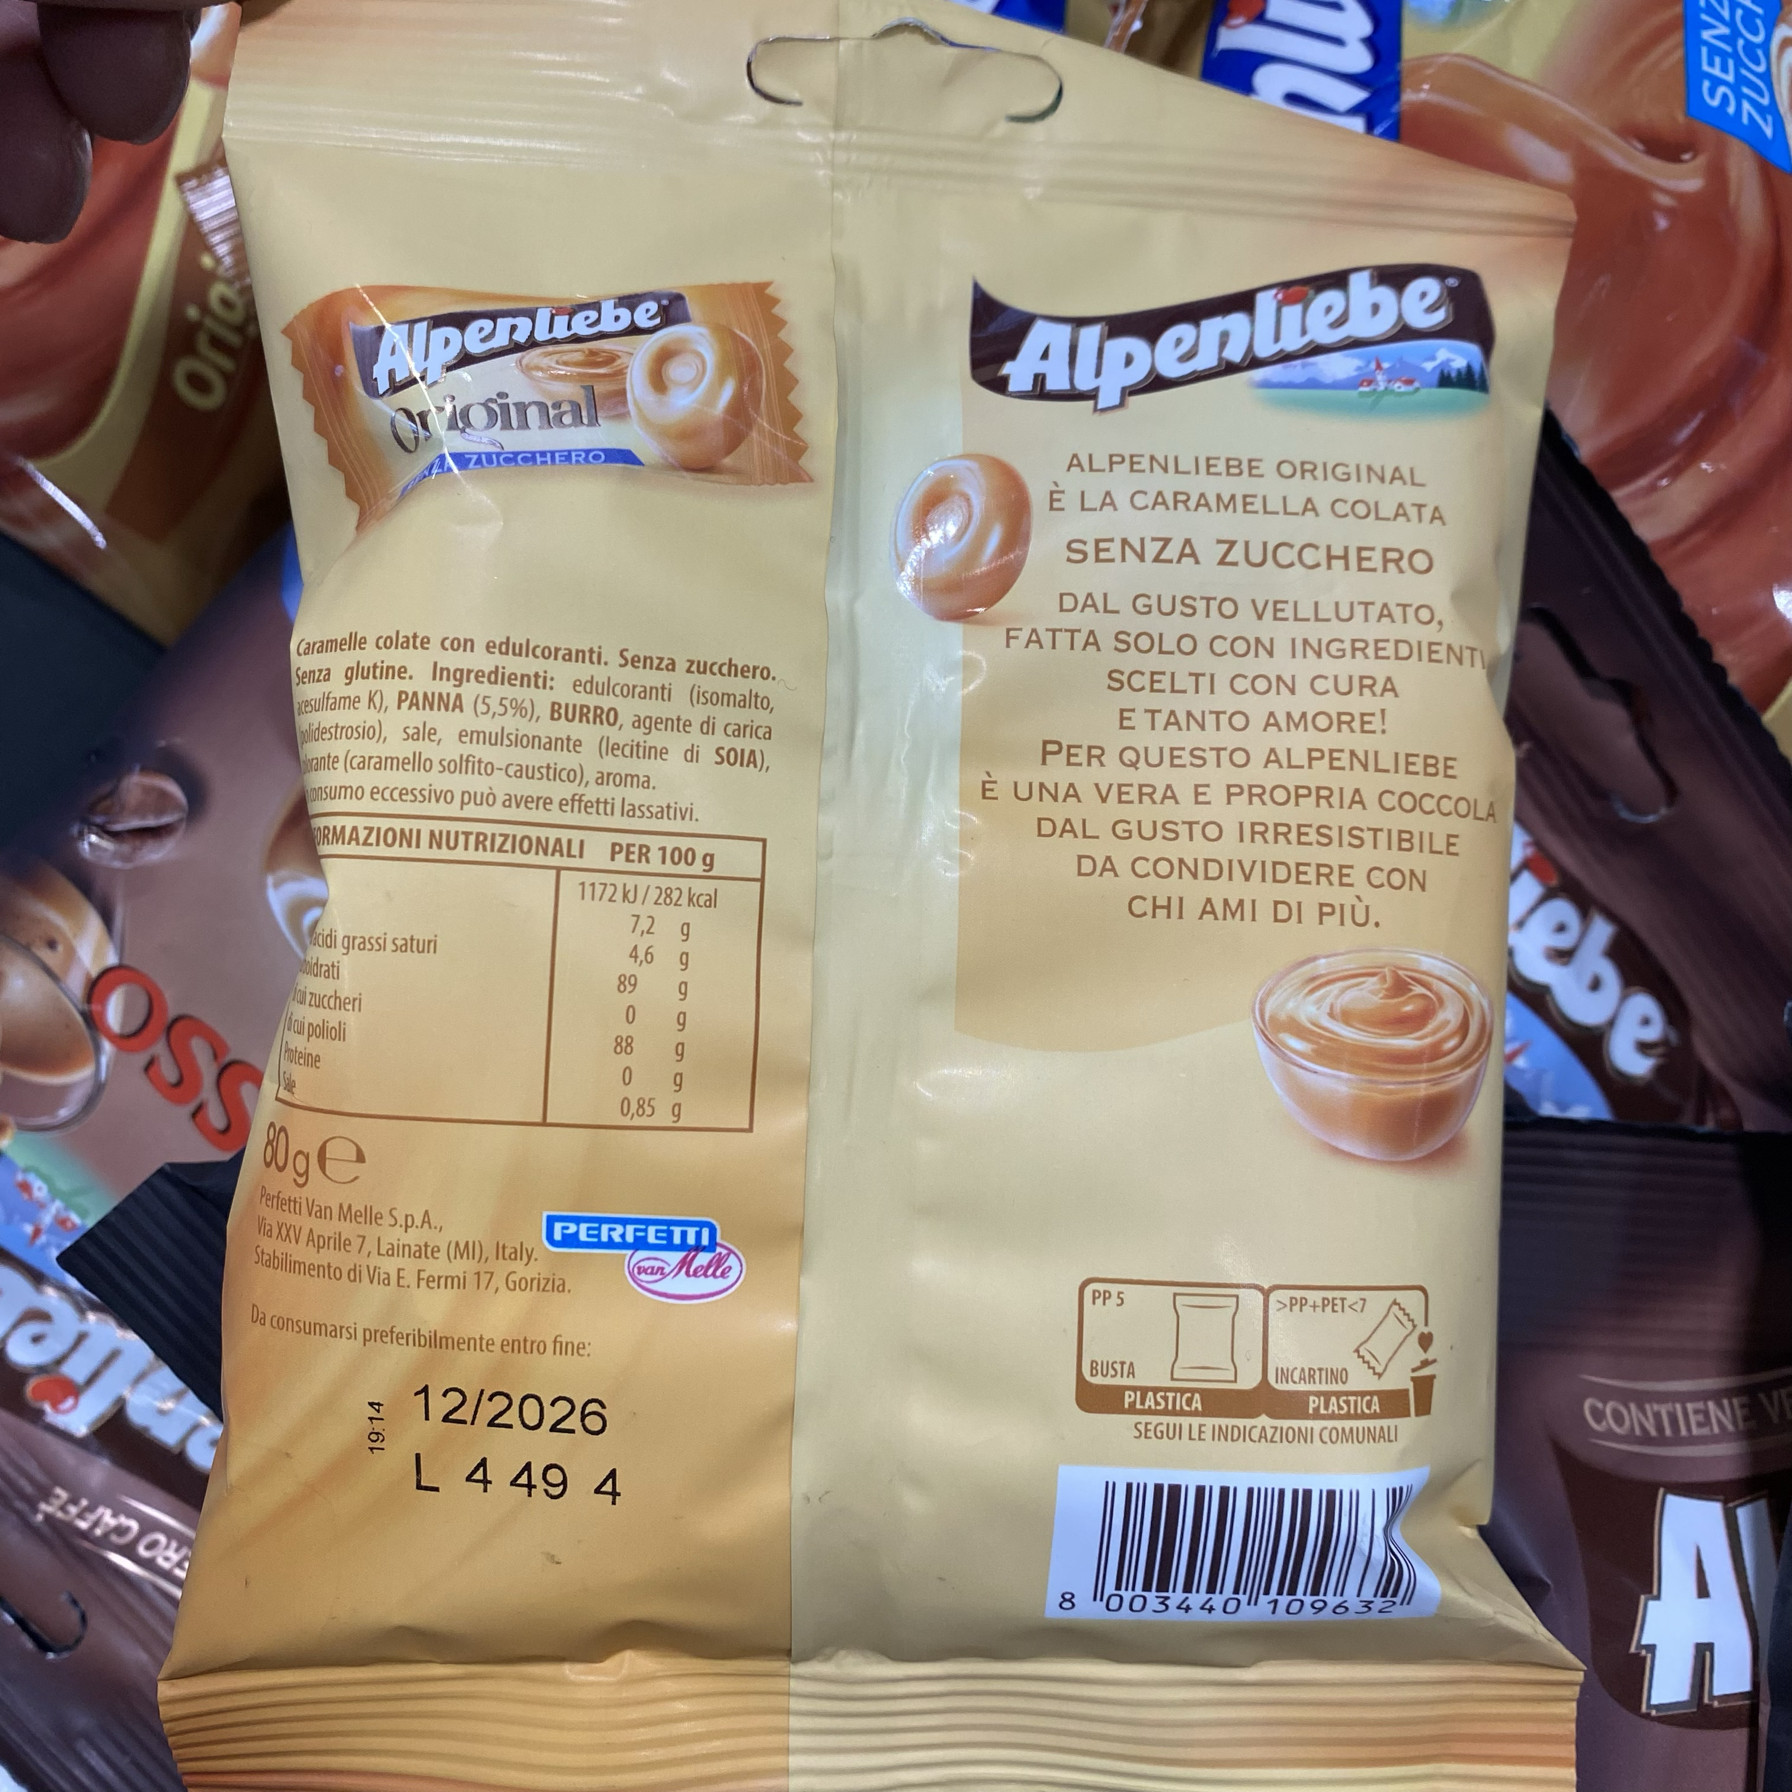 Alpenliebe
Original
ZUCCHERO
Caramelle colate con edulcoranti. Senza zucchero.
Senza glutine. Ingredienti: edulcoranti (isomalto,
acesulfame K), PANNA (5,5%), BURRO, agente di carica
polidestrosio), sale, emulsionante (lecitine di SOIA),
(caramello solfito-caustico), aroma.
consumo eccessivo può avere effetti lassativi.
ORMAZIONI NUTRIZIONALI PER 100 g
1172 kJ / 282 kcal
7,2 g
acidi grassi saturi 4,6 g
89 g
di cui zuccheri 0 g
di cui polioli 88 g
Proteine 0 g
Sale 0,85 g
80g e
Perfetti Van Melle S.p.A.,
Via XXV Aprile 7, Lainate (MI), Italy.
Stabilimento di Via E. Fermi 17, Gorizia.
PERFETTI
van Melle
Da consumarsi preferibilmente entro fine:
19:14
12/2026
L 4 49 4
Alpenliebe
ALPENLIEBE ORIGINAL
È LA CARAMELLA COLATA
SENZA ZUCCHERO
DAL GUSTO VELLUTATO,
FATTA SOLO CON INGREDIENTI
SCELTI CON CURA
E TANTO AMORE!
PER QUESTO ALPENLIEBE
È UNA VERA E PROPRIA COCCOLA
DAL GUSTO IRRESISTIBILE
DA CONDIVIDERE CON
CHI AMI DI PIÙ.
PP 5
BUSTA
PLASTICA
>PP+PET<7
INCARTINO
PLASTICA
SEGUI LE INDICAZIONI COMUNALI
8 003440 109632
CONTIENE